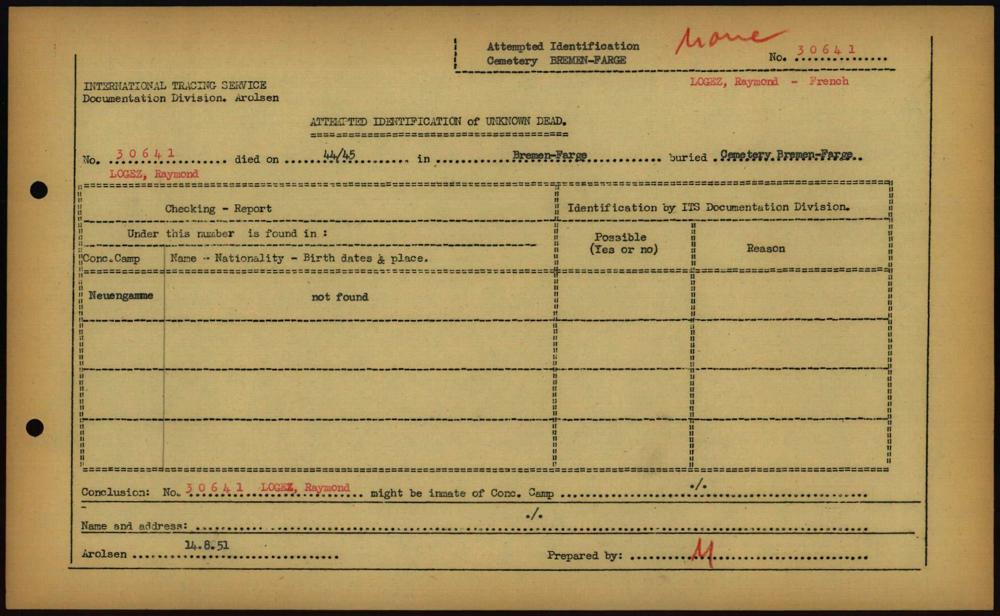 Attempted Identification
Cemetery BREMEN-FARGE
None
No. 30641
LOGEZ, Raymond - French
INTERNATIONAL TRACING SERVICE
Documentation Division. Arolsen
ATTEMPTED IDENTIFICATION of UNKNOWN DEAD.
No. 30641 died on 44/45 in Bremen-Farge buried Cemetery Bremen-Farge
LOGEZ, Raymond
Checking - Report
Identification by ITS Documentation Division.
Under this number is found in :
Possible
(Yes or no)
Reason
Conc.Camp
Name - Nationality - Birth dates & place.
Neuengamme
not found
Conclusion: No. 30641 LOGEZ, Raymond might be inmate of Conc. Camp ./.
Name and address: ./.
Arolsen 14.8.51
Prepared by: M